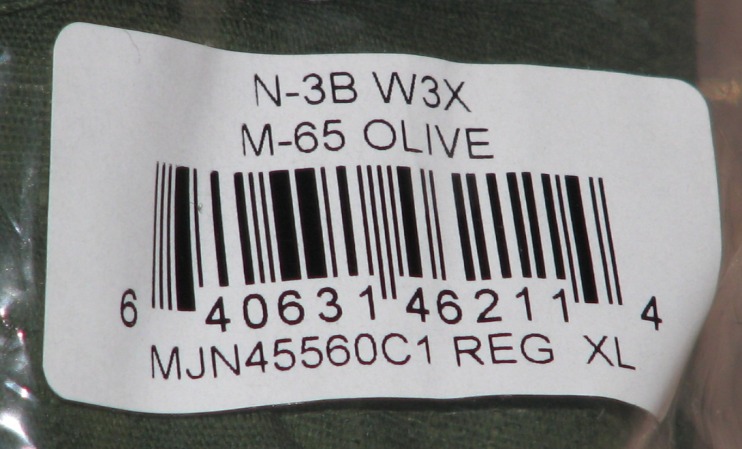 N-3B W3X
M-65 OLIVE
6 40631 46211 4
MJN45560C1 REG XL